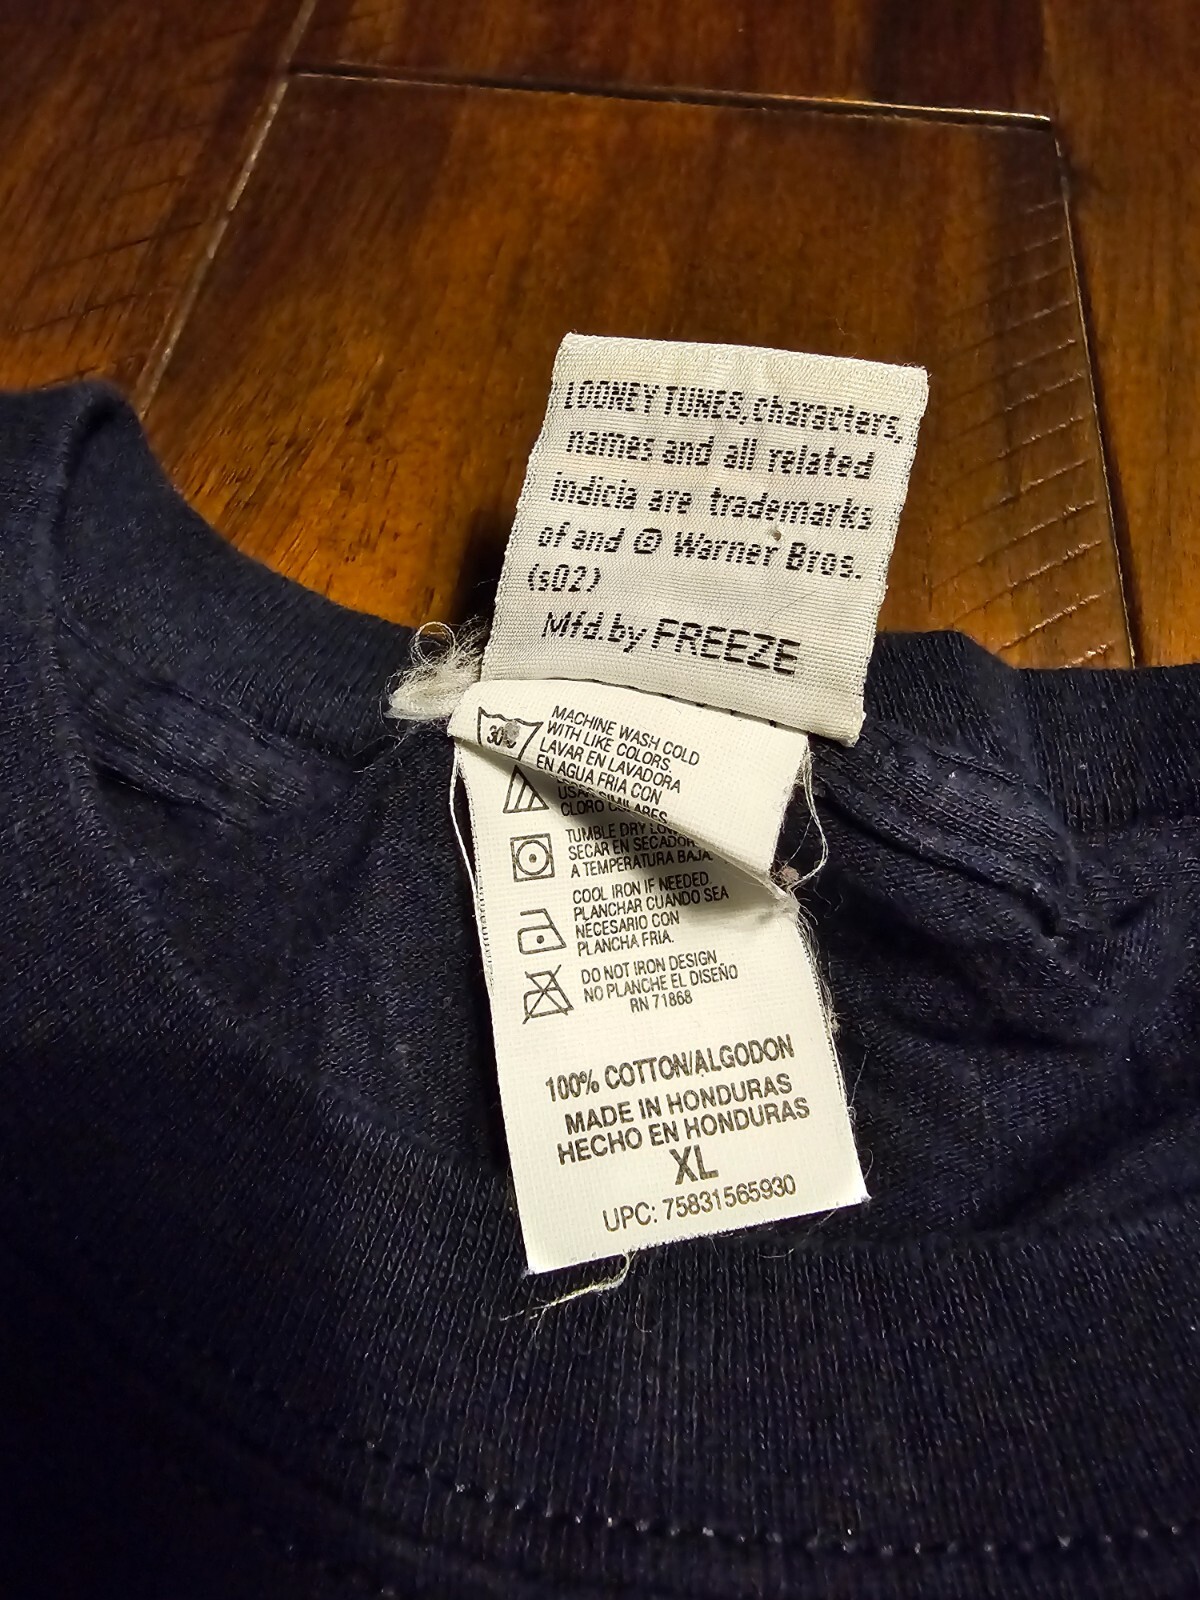 LOONEY TUNES, characters,
names and all related
indicia are trademarks
of and © Warner Bros.
(s02)
Mfd.by FREEZE
30°
MACHINE WASH COLD
WITH LIKE COLORS
LAVAR EN LAVADORA
EN AGUA FRIA CON
CLORO
TUMBLE DRY LOW
SECAR EN SECADORA
A TEMPERATURA BAJA.
COOL IRON IF NEEDED.
PLANCHAR CUANDO SEA
NECESARIO CON
PLANCHA FRIA.
DO NOT IRON DESIGN
NO PLANCHE EL DISEÑO
RN 71868
100% COTTON/ALGODON
MADE IN HONDURAS
HECHO EN HONDURAS
XL
UPC: 75831565930